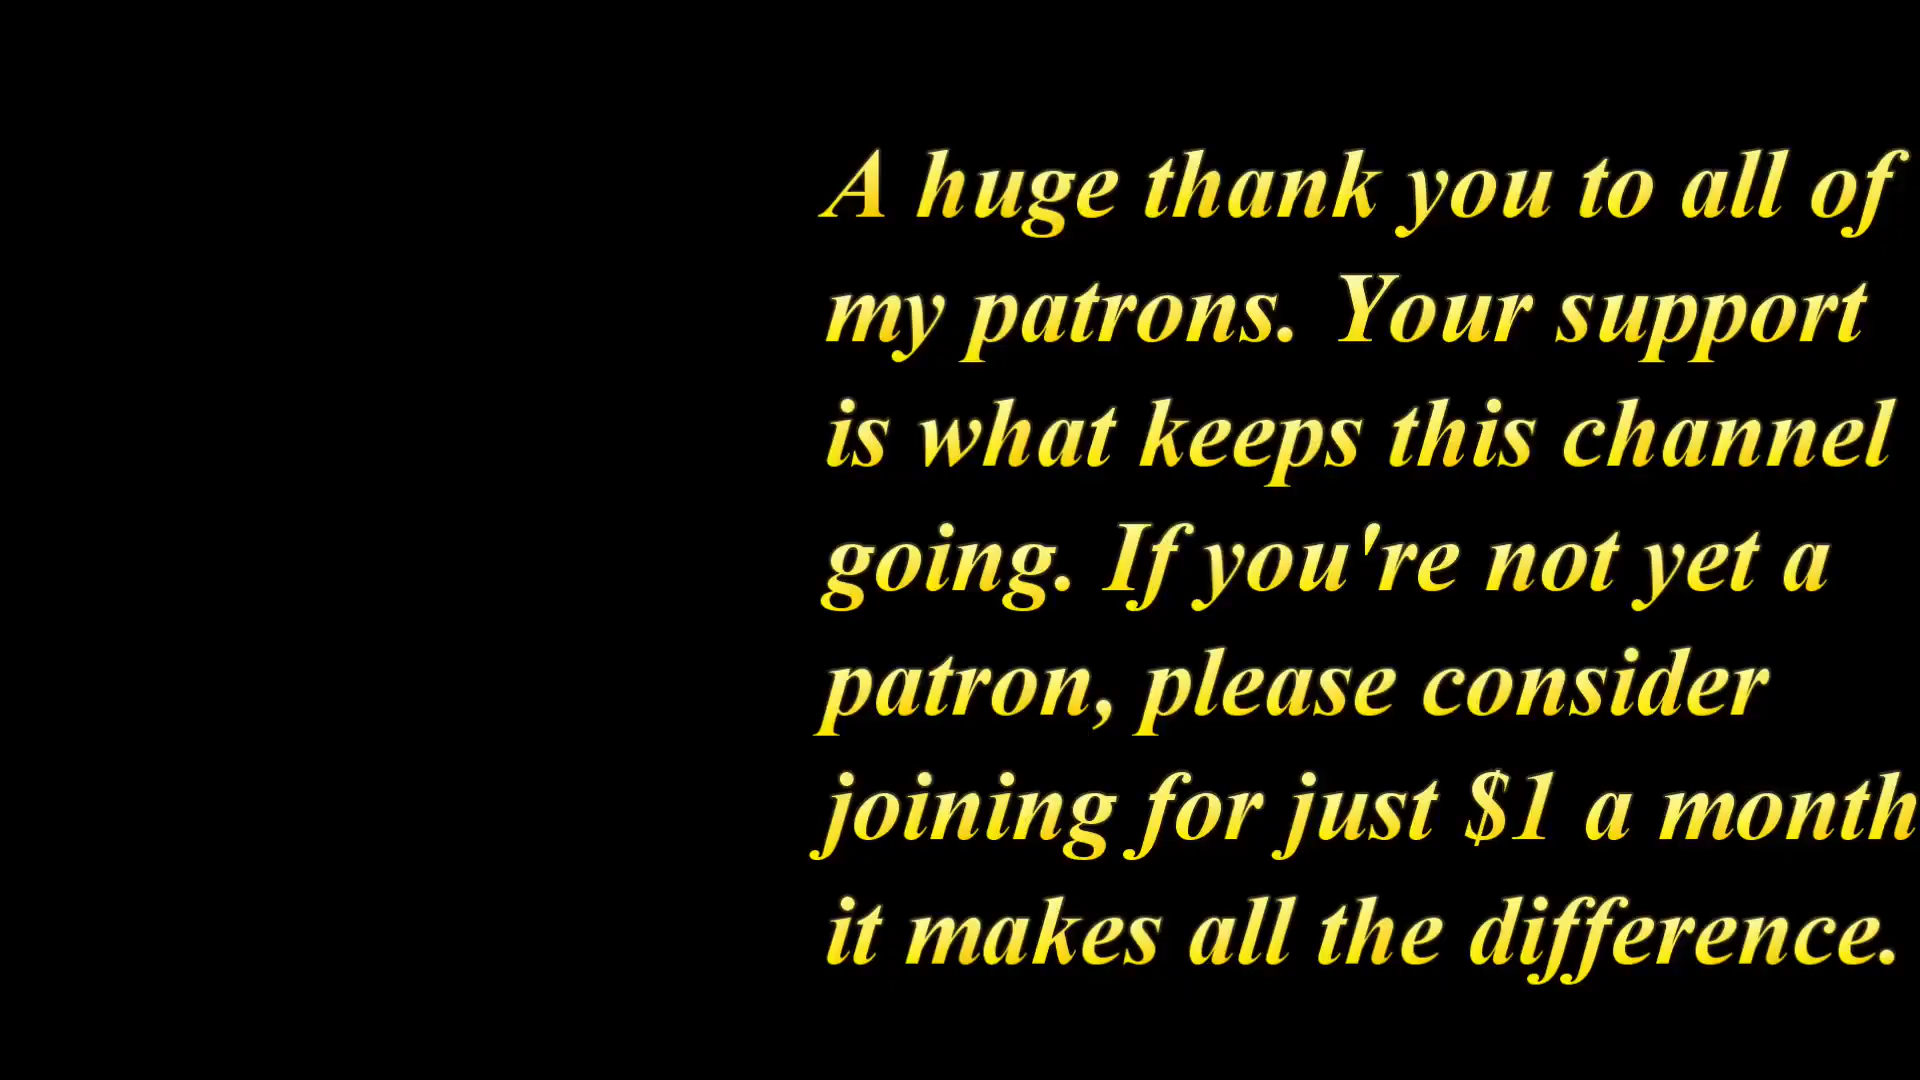 A huge thank you to all of
my patrons. Your support
is what keeps this channel
going. If you're not yet a
patron, please consider
joining for just $1 a month
it makes all the difference.